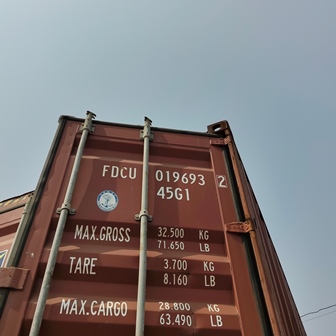 FDCU 019693 2
45G1
MAX.GROSS 32.500 KG
71.650 LB
TARE 3.700 KG
8.160 LB
MAX.CARGO 28.800 KG
63.490 LB